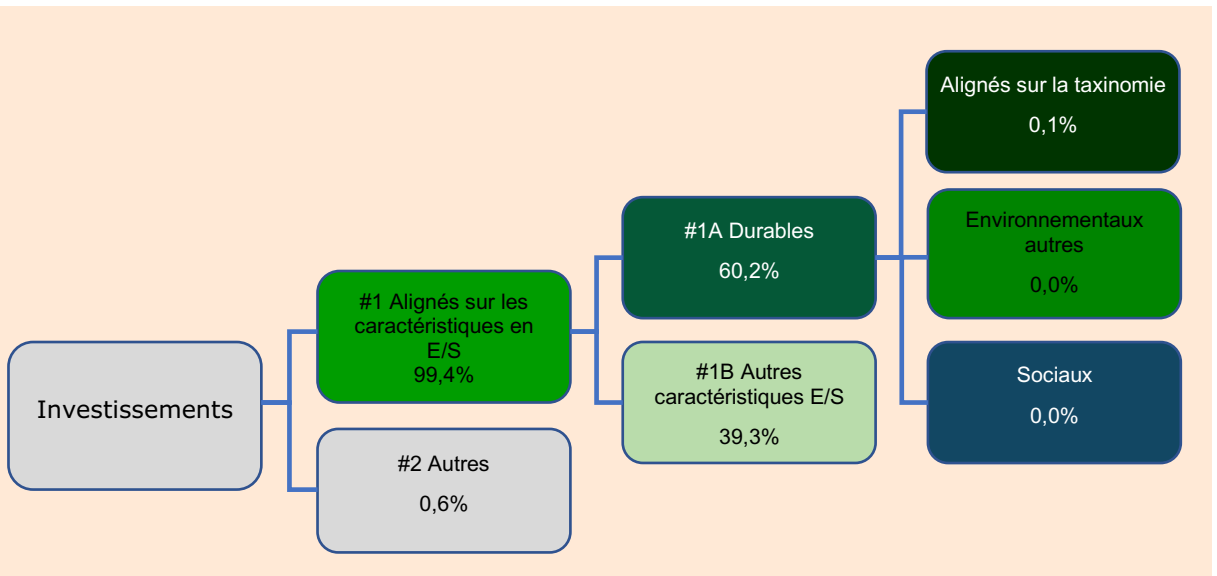 Investissements
#1 Alignés sur les
caractéristiques en
E/S
99,4%
#2 Autres
0,6%
#1A Durables
60,2%
#1B Autres
caractéristiques E/S
39,3%
Alignés sur la taxinomie
0,1%
Environnementaux
autres
0,0%
Sociaux
0,0%